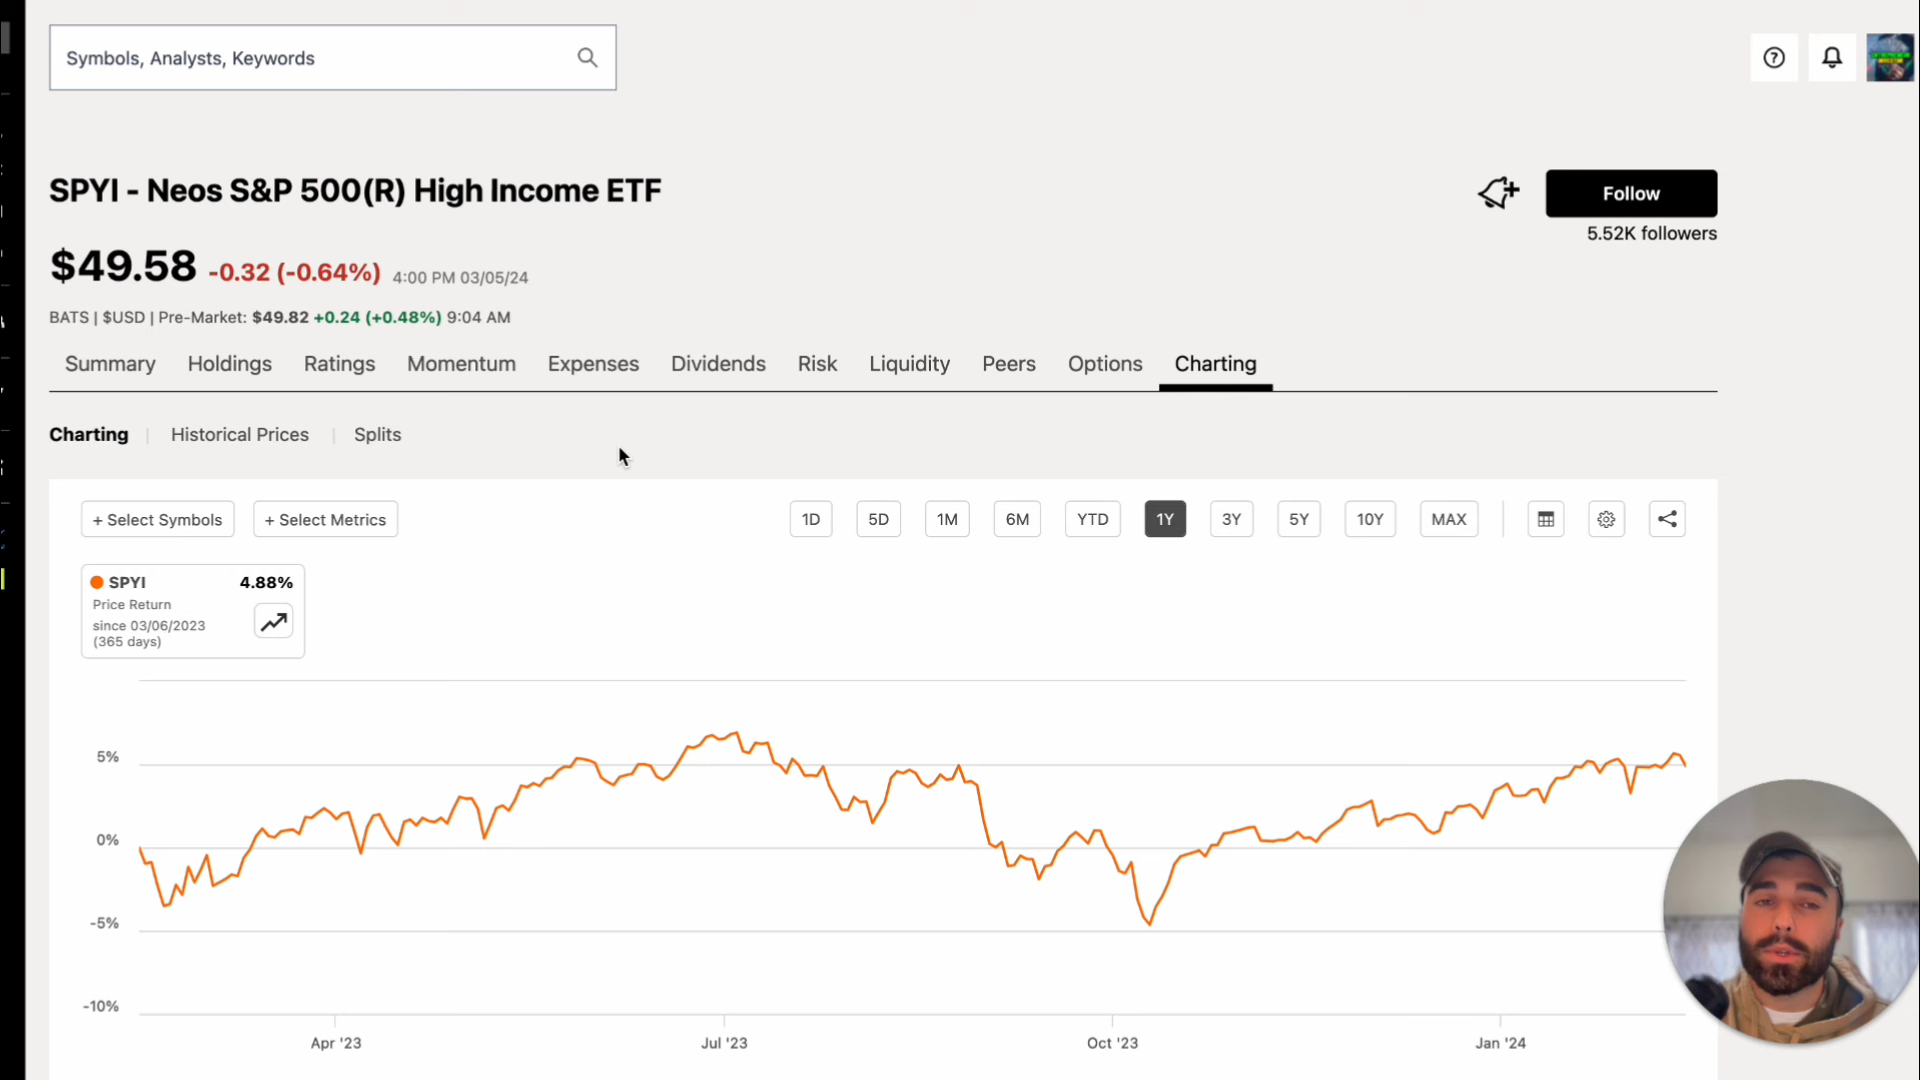 Symbols, Analysts, Keywords
SPYI - Neos S&P 500(R) High Income ETF
Follow
5.52K followers
$49.58 -0.32 (-0.64%) 4:00 PM 03/05/24
BATS | $USD | Pre-Market: $49.82 +0.24 (+0.48%) 9:04 AM
Summary Holdings Ratings Momentum Expenses Dividends Risk Liquidity Peers Options Charting
Charting | Historical Prices | Splits
+ Select Symbols + Select Metrics 1D 5D 1M 6M YTD 1Y 3Y 5Y 10Y MAX
SPYI 4.88%
Price Return
since 03/06/2023
(365 days)
5%
0%
-5%
-10%
Apr '23 Jul '23 Oct '23 Jan '24